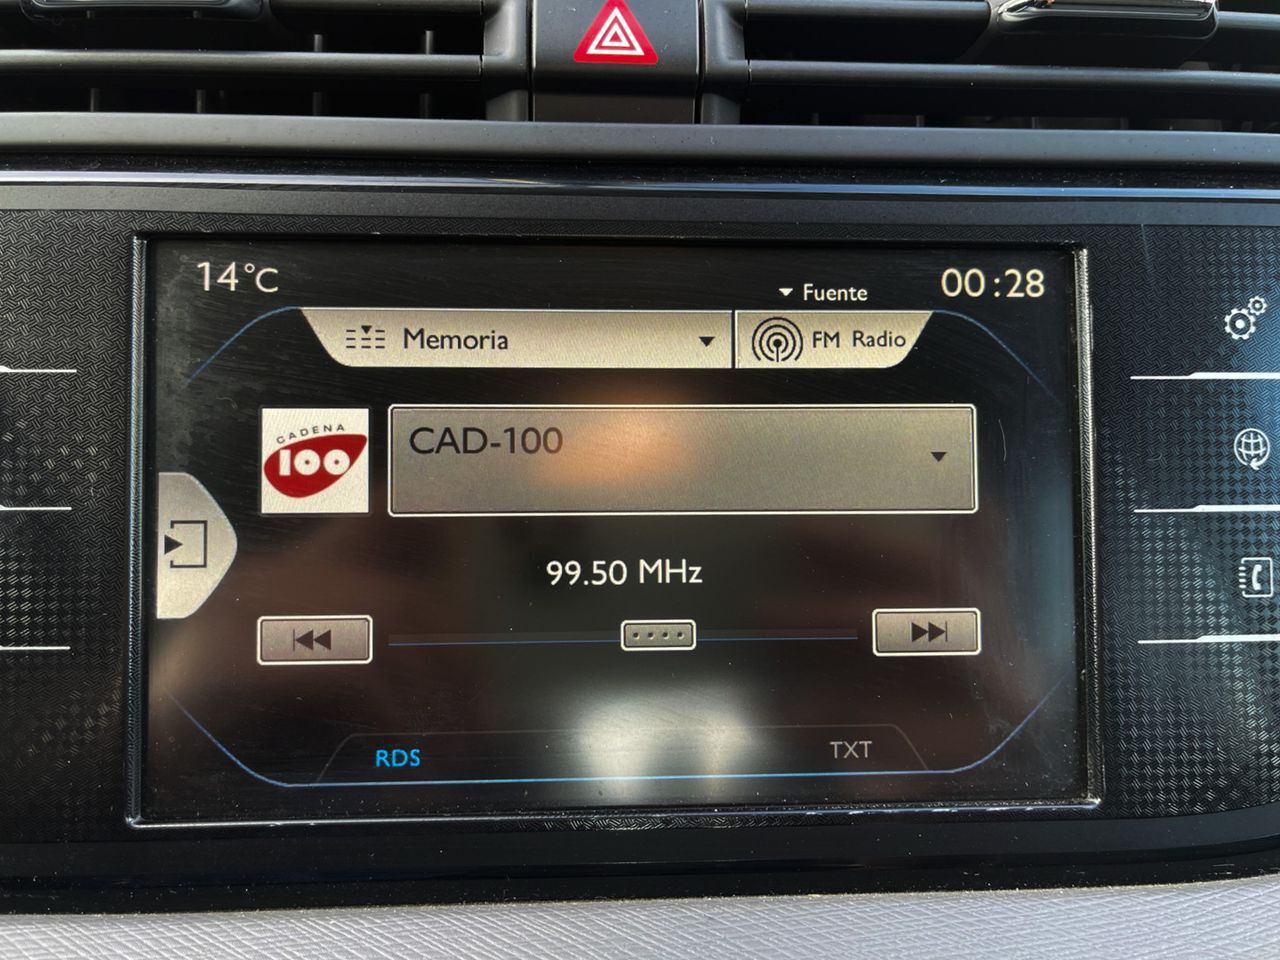 14°C
Fuente
00:28
Memoria
FM Radio
CADENA
100
CAD-100
99.50 MHz
RDS
TXT